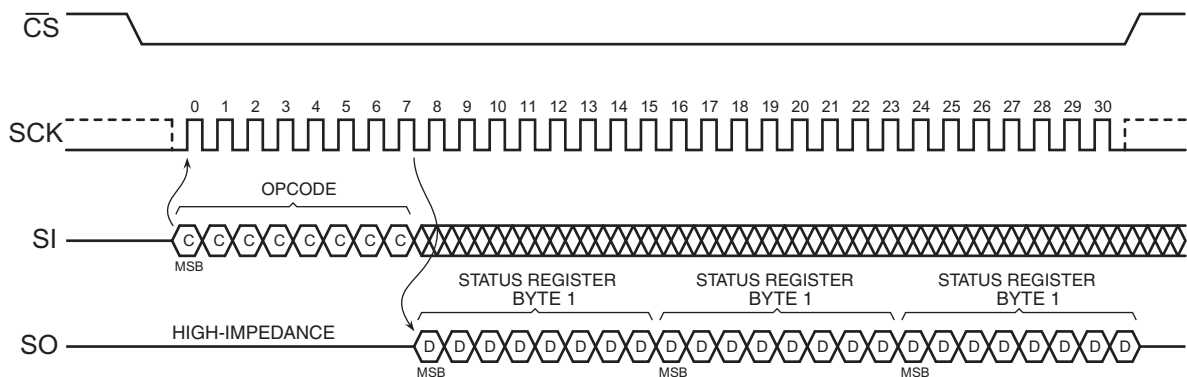 CS
0 1 2 3 4 5 6 7 8 9 10 11 12 13 14 15 16 17 18 19 20 21 22 23 24 25 26 27 28 29 30
SCK
OPCODE
SI
C C C C C C C C
MSB
STATUS REGISTER
BYTE 1
STATUS REGISTER
BYTE 1
STATUS REGISTER
BYTE 1
HIGH-IMPEDANCE
SO
D D D D D D D D D D D D D D D D D D D D D D D D
MSB MSB MSB